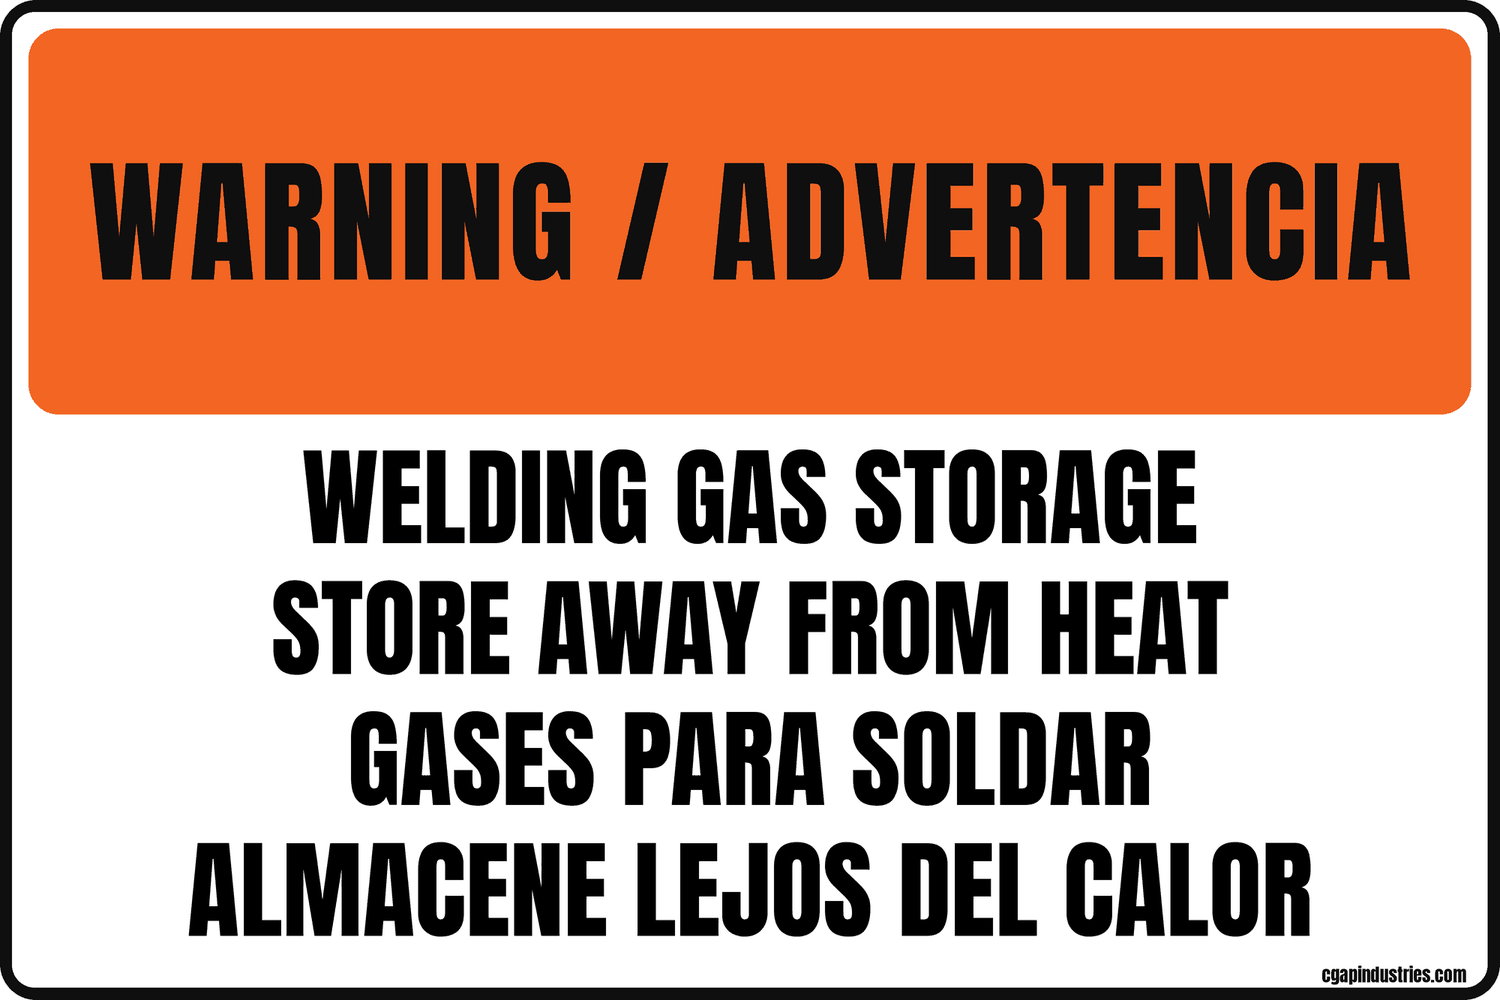 WARNING / ADVERTENCIA
WELDING GAS STORAGE
STORE AWAY FROM HEAT
GASES PARA SOLDAR
ALMACENE LEJOS DEL CALOR
cgapindustries.com